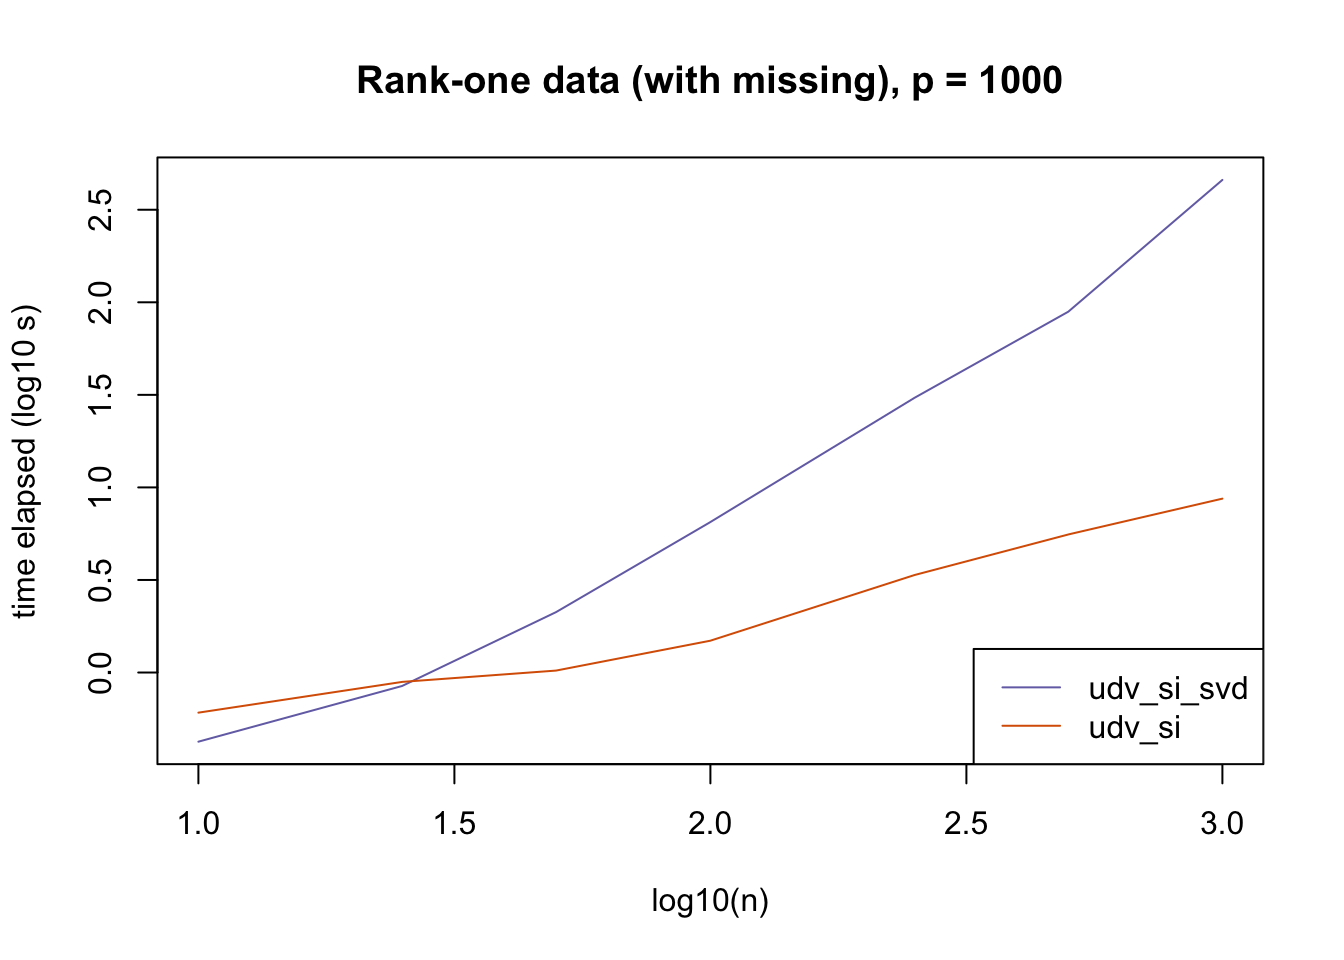 Rank-one data (with missing), p = 1000
time elapsed (log10 s)
2.5
2.0
1.5
1.0
0.5
0.0
udv_si_svd
udv_si
1.0 1.5 2.0 2.5 3.0
log10(n)